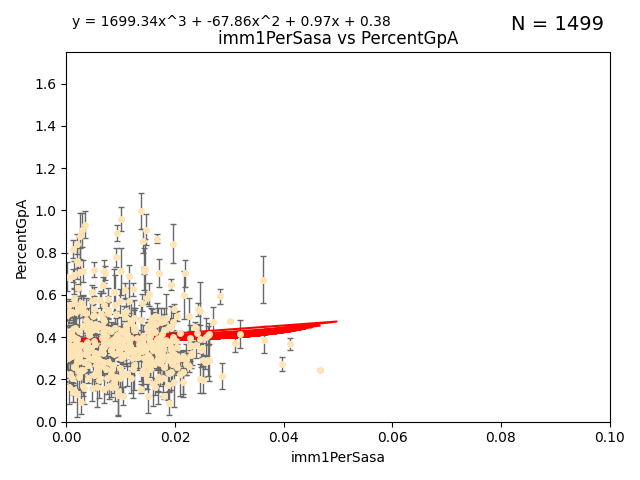 y = 1699.34x^3 + -67.86x^2 + 0.97x + 0.38
N = 1499
imm1PerSasa vs PercentGpA
PercentGpA
1.6
1.4
1.2
1.0
0.8
0.6
0.4
0.2
0.0
0.00 0.02 0.04 0.06 0.08 0.10
imm1PerSasa